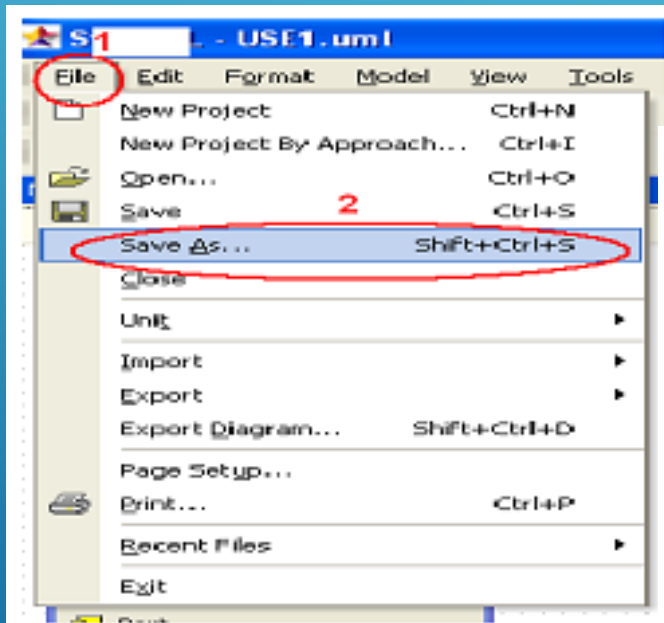 1
- USE1.uml
File Edit Format Model View Tools
New Project Ctrl+N
New Project By Approach... Ctrl+I
Open... Ctrl+O
Save Ctrl+S
2
Save As... Shift+Ctrl+S
Close
Unit
Import
Export
Export Diagram... Shift+Ctrl+D
Page Setup...
Print... Ctrl+P
Recent Files
Exit